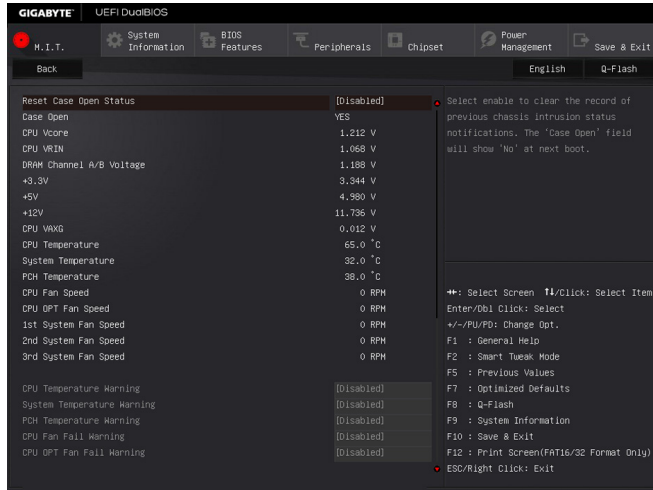 GIGABYTE™ UEFI DualBIOS
M.I.T. System Information BIOS Features Peripherals Chipset Power Management Save & Exit
Back English Q-Flash
Reset Case Open Status [Disabled]
Case Open YES
CPU Vcore 1.212 V
CPU VRIN 1.068 V
DRAM Channel A/B Voltage 1.188 V
+3.3V 3.344 V
+5V 4.980 V
+12V 11.736 V
CPU VAXG 0.012 V
CPU Temperature 65.0 °C
System Temperature 32.0 °C
PCH Temperature 38.0 °C
CPU Fan Speed 0 RPM
CPU OPT Fan Speed 0 RPM
1st System Fan Speed 0 RPM
2nd System Fan Speed 0 RPM
3rd System Fan Speed 0 RPM
CPU Temperature Warning [Disabled]
System Temperature Warning [Disabled]
PCH Temperature Warning [Disabled]
CPU Fan Fail Warning [Disabled]
CPU OPT Fan Fail Warning [Disabled]
Select enable to clear the record of
previous chassis intrusion status
notifications. The 'Case Open' field
will show 'No' at next boot.
→←: Select Screen ↑↓/Click: Select Item
Enter/Dbl Click: Select
+/-/PU/PD: Change Opt.
F1 : General Help
F2 : Smart Tweak Mode
F5 : Previous Values
F7 : Optimized Defaults
F8 : Q-Flash
F9 : System Information
F10 : Save & Exit
F12 : Print Screen(FAT16/32 Format Only)
ESC/Right Click: Exit